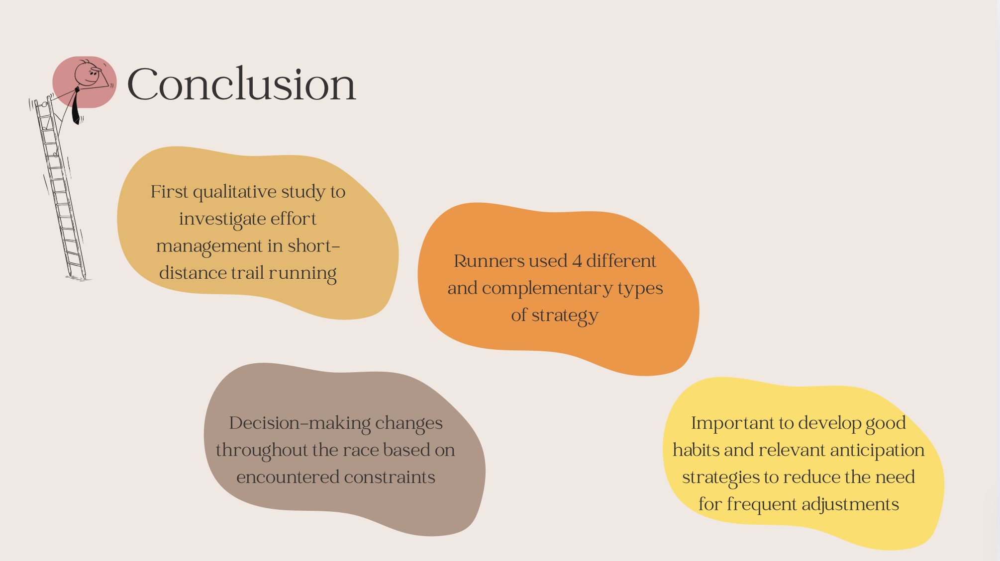 Conclusion
First qualitative study to
investigate effort
management in short-
distance trail running
Runners used 4 different
and complementary types
of strategy
Decision-making changes
throughout the race based on
encountered constraints
Important to develop good
habits and relevant anticipation
strategies to reduce the need
for frequent adjustments